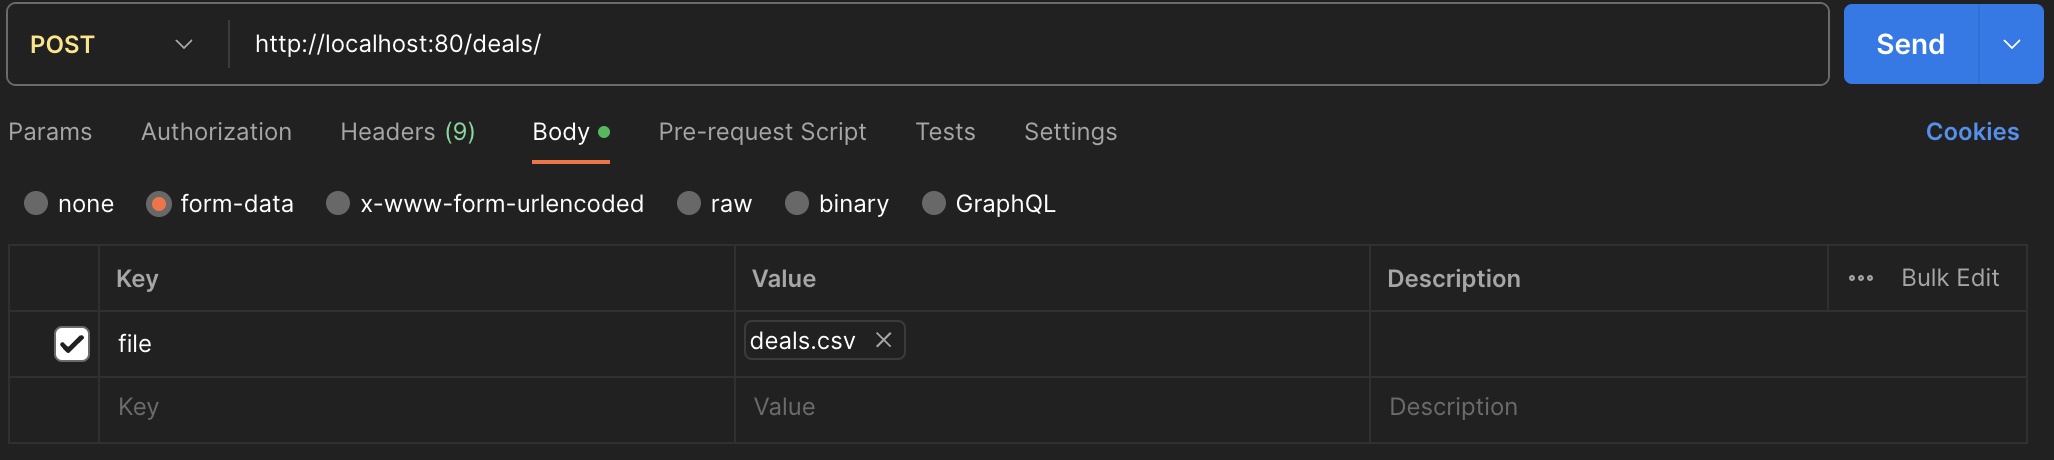 POST http://localhost:80/deals/ Send
Params Authorization Headers (9) Body Pre-request Script Tests Settings Cookies
none form-data x-www-form-urlencoded raw binary GraphQL
Key Value Description Bulk Edit
file deals.csv
Key Value Description